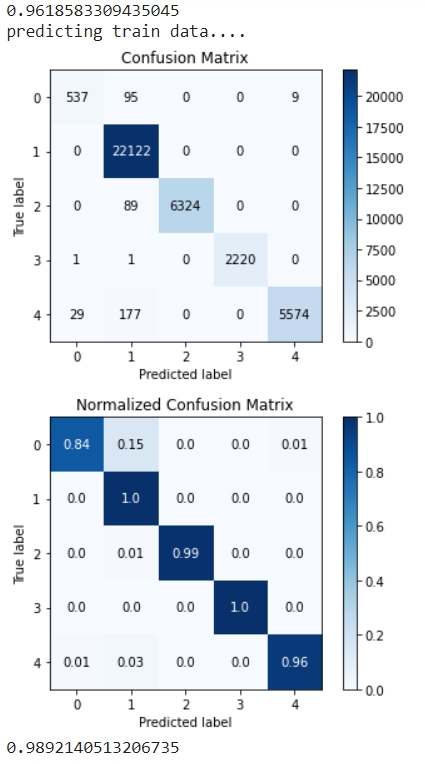 0.9618583309435045
predicting train data....
Confusion Matrix
0 537 95 0 0 9
1 0 22122 0 0 0
2 0 89 6324 0 0
3 1 1 0 2220 0
4 29 177 0 0 5574
0 1 2 3 4
True label
Predicted label
20000
17500
15000
12500
10000
7500
5000
2500
0
Normalized Confusion Matrix
0 0.84 0.15 0.0 0.0 0.01
1 0.0 1.0 0.0 0.0 0.0
2 0.0 0.01 0.99 0.0 0.0
3 0.0 0.0 0.0 1.0 0.0
4 0.01 0.03 0.0 0.0 0.96
0 1 2 3 4
True label
Predicted label
1.0
0.8
0.6
0.4
0.2
0.0
0.9892140513206735